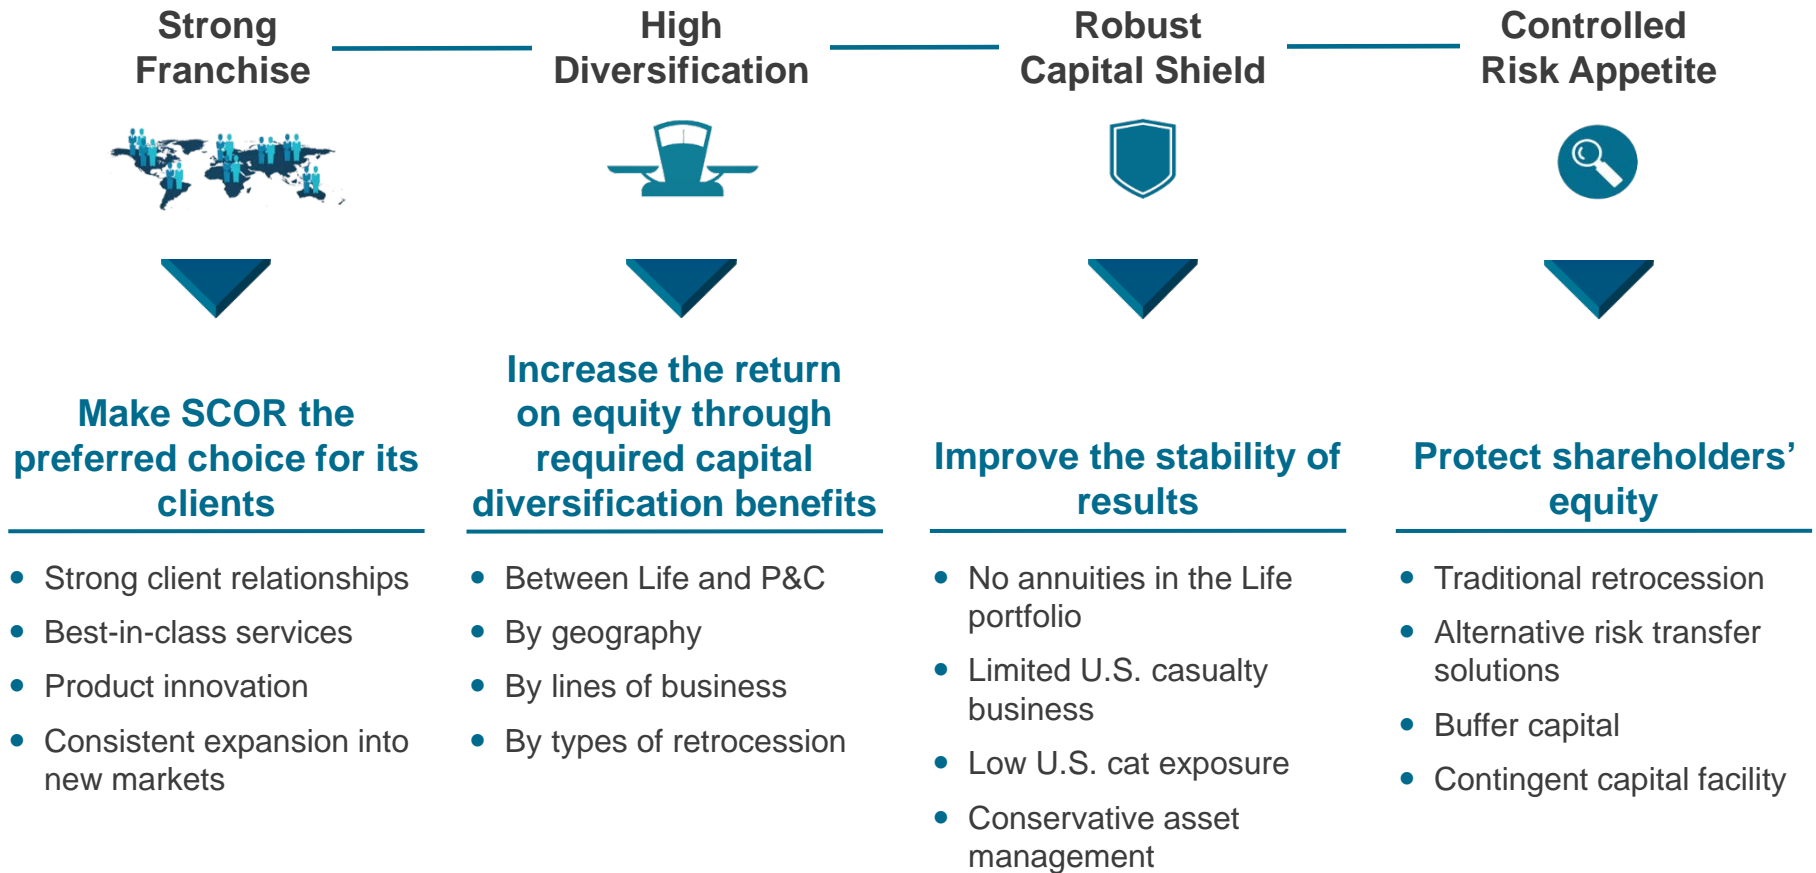 Strong
Franchise
High
Diversification
Robust
Capital Shield
Controlled
Risk Appetite
Make SCOR the
preferred choice for its
clients
Increase the return
on equity through
required capital
diversification benefits
Improve the stability of
results
Protect shareholders’
equity
• Strong client relationships
• Best-in-class services
• Product innovation
• Consistent expansion into
new markets
• Between Life and P&C
• By geography
• By lines of business
• By types of retrocession
• No annuities in the Life
portfolio
• Limited U.S. casualty
business
• Low U.S. cat exposure
• Conservative asset
management
• Traditional retrocession
• Alternative risk transfer
solutions
• Buffer capital
• Contingent capital facility